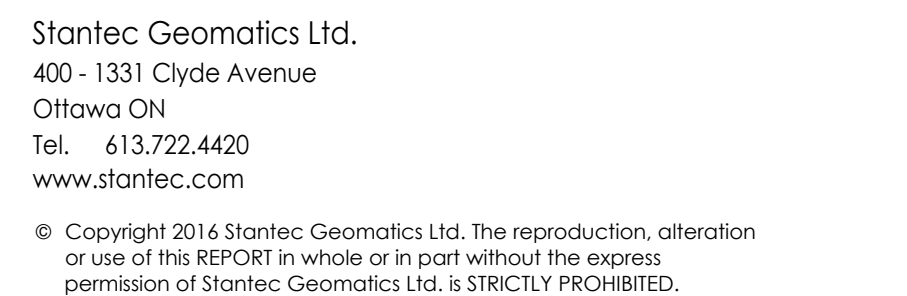 Stantec Geomatics Ltd.
400 - 1331 Clyde Avenue
Ottawa ON
Tel. 613.722.4420
www.stantec.com
© Copyright 2016 Stantec Geomatics Ltd. The reproduction, alteration
or use of this REPORT in whole or in part without the express
permission of Stantec Geomatics Ltd. is STRICTLY PROHIBITED.